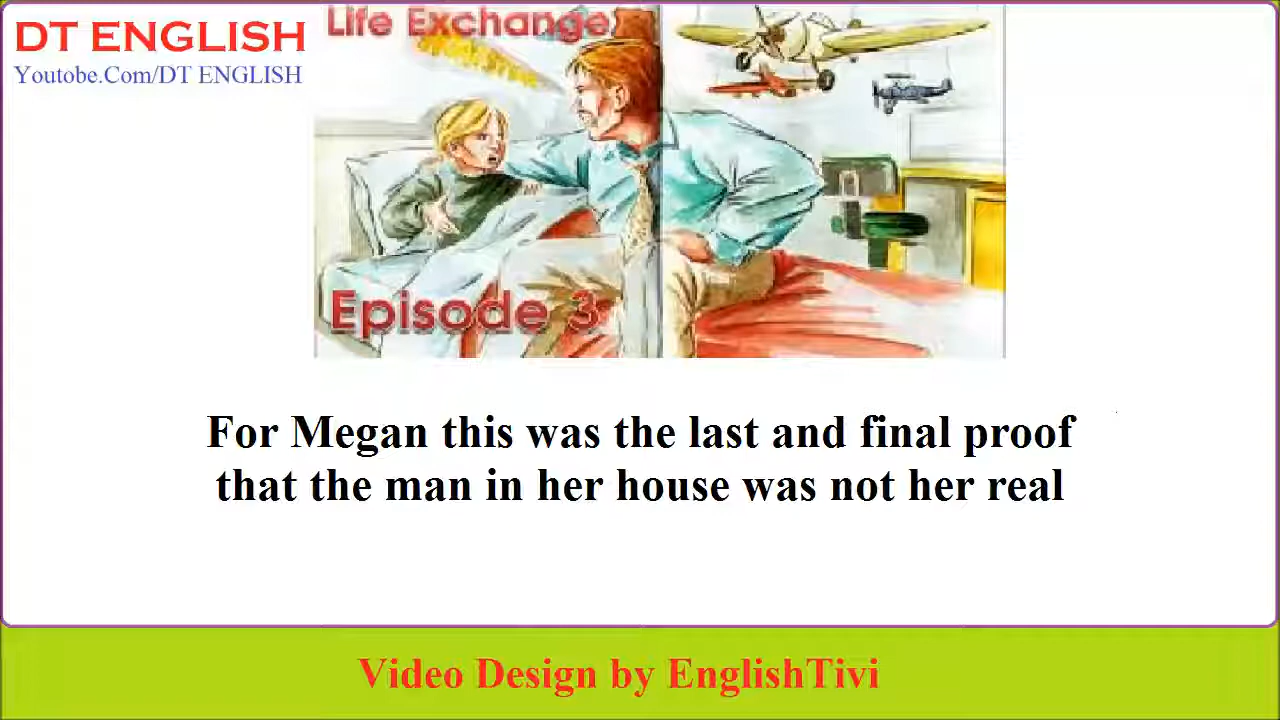 DT ENGLISH
Youtobe.Com/DT ENGLISH
Life Exchange
Episode 3
For Megan this was the last and final proof
that the man in her house was not her real
Video Design by EnglishTivi